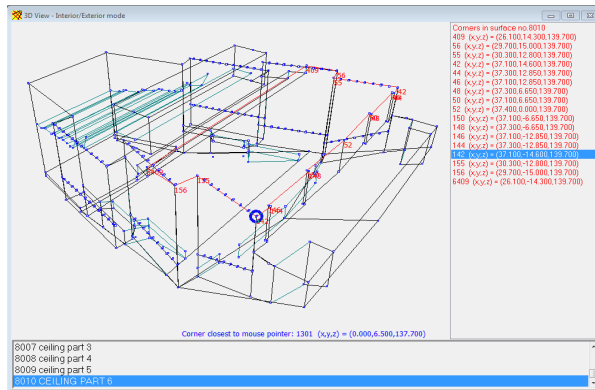 3D View - Interior/Exterior mode
Corners in surface no.8010
409 (x,y,z) = (26.100,14.300,139.700)
56 (x,y,z) = (29.700,15.000,139.700)
55 (x,y,z) = (30.300,12.800,139.700)
42 (x,y,z) = (37.100,14.600,139.700)
44 (x,y,z) = (37.300,12.850,139.700)
46 (x,y,z) = (37.100,12.850,139.700)
48 (x,y,z) = (37.300,6.650,139.700)
50 (x,y,z) = (37.100,6.650,139.700)
52 (x,y,z) = (37.400,0.000,139.700)
150 (x,y,z) = (37.100,-6.650,139.700)
148 (x,y,z) = (37.300,-6.650,139.700)
146 (x,y,z) = (37.100,-12.850,139.700)
144 (x,y,z) = (37.300,-12.850,139.700)
142 (x,y,z) = (37.100,-14.600,139.700)
155 (x,y,z) = (30.300,-12.800,139.700)
156 (x,y,z) = (29.700,-15.000,139.700)
6409 (x,y,z) = (26.100,-14.300,139.700)
409
56
55
42
48
52
156
155
Corner closest to mouse pointer: 1301 (x,y,z) = (0.000,6.500,137.700)
8007 ceiling part 3
8008 ceiling part 4
8009 ceiling part 5
8010 CEILING PART 6